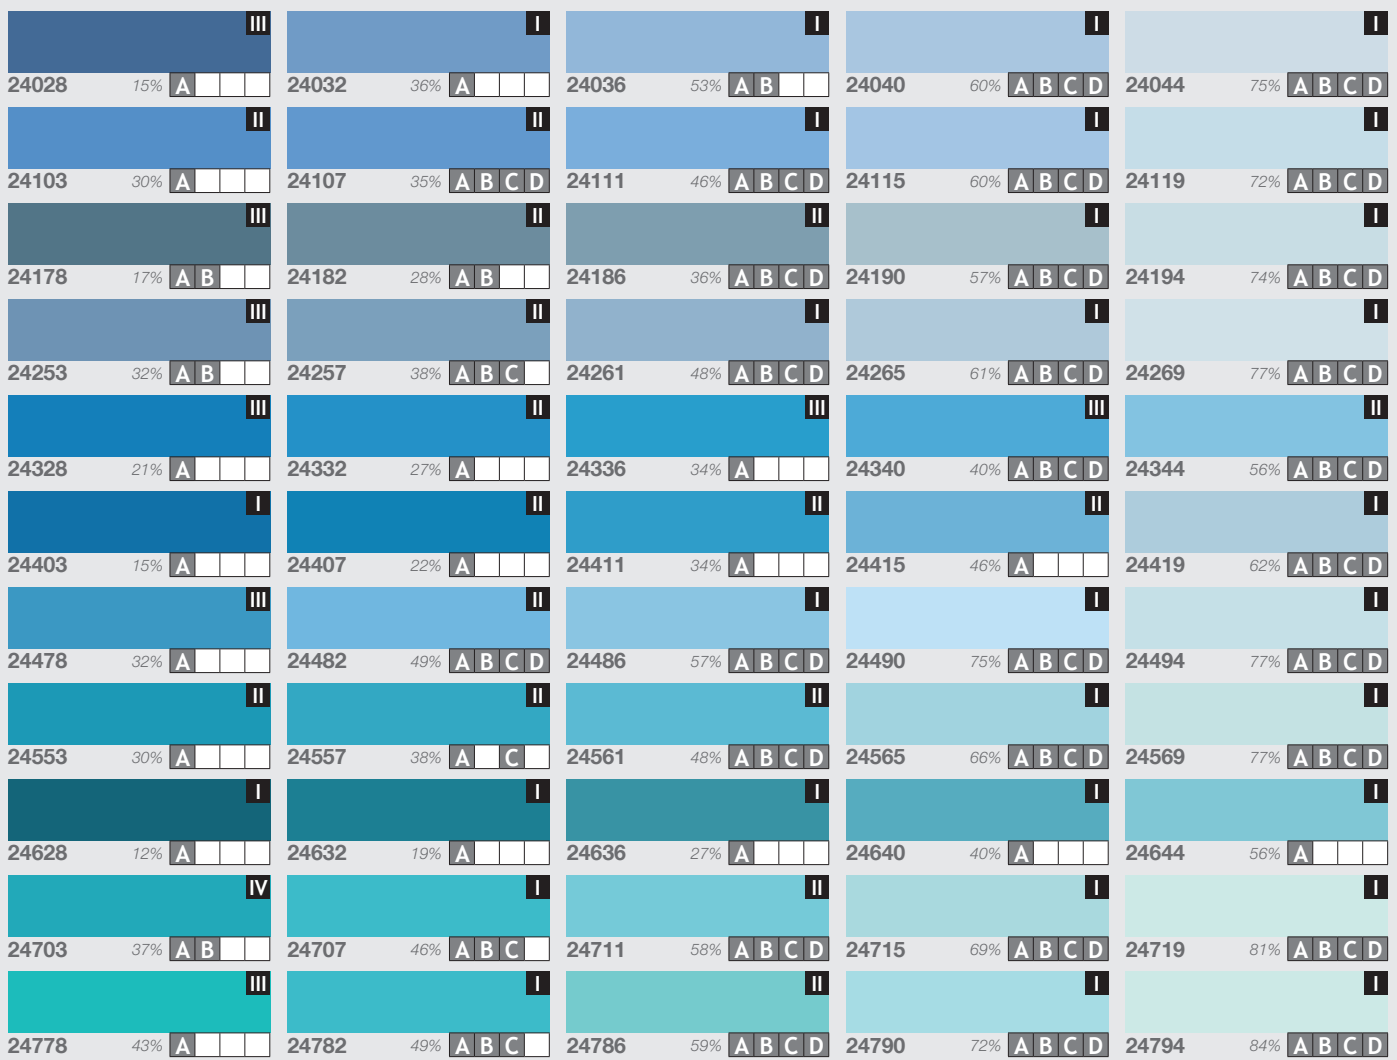 III I I I I
24028 15% A 24032 36% A 24036 53% A B 24040 60% A B C D 24044 75% A B C D
II II I I I
24103 30% A 24107 35% A B C D 24111 46% A B C D 24115 60% A B C D 24119 72% A B C D
III II II I I
24178 17% A B 24182 28% A B 24186 36% A B C D 24190 57% A B C D 24194 74% A B C D
III II I I I
24253 32% A B 24257 38% A B C 24261 48% A B C D 24265 61% A B C D 24269 77% A B C D
III II III III II
24328 21% A 24332 27% A 24336 34% A 24340 40% A B C D 24344 56% A B C D
I II II II I
24403 15% A 24407 22% A 24411 34% A 24415 46% A 24419 62% A B C D
III II I I I
24478 32% A 24482 49% A B C D 24486 57% A B C D 24490 75% A B C D 24494 77% A B C D
II II II I I
24553 30% A 24557 38% A C 24561 48% A B C D 24565 66% A B C D 24569 77% A B C D
I I I I I
24628 12% A 24632 19% A 24636 27% A 24640 40% A 24644 56% A
IV I II I I
24703 37% A B 24707 46% A B C 24711 58% A B C D 24715 69% A B C D 24719 81% A B C D
III I II I I
24778 43% A 24782 49% A B C 24786 59% A B C D 24790 72% A B C D 24794 84% A B C D